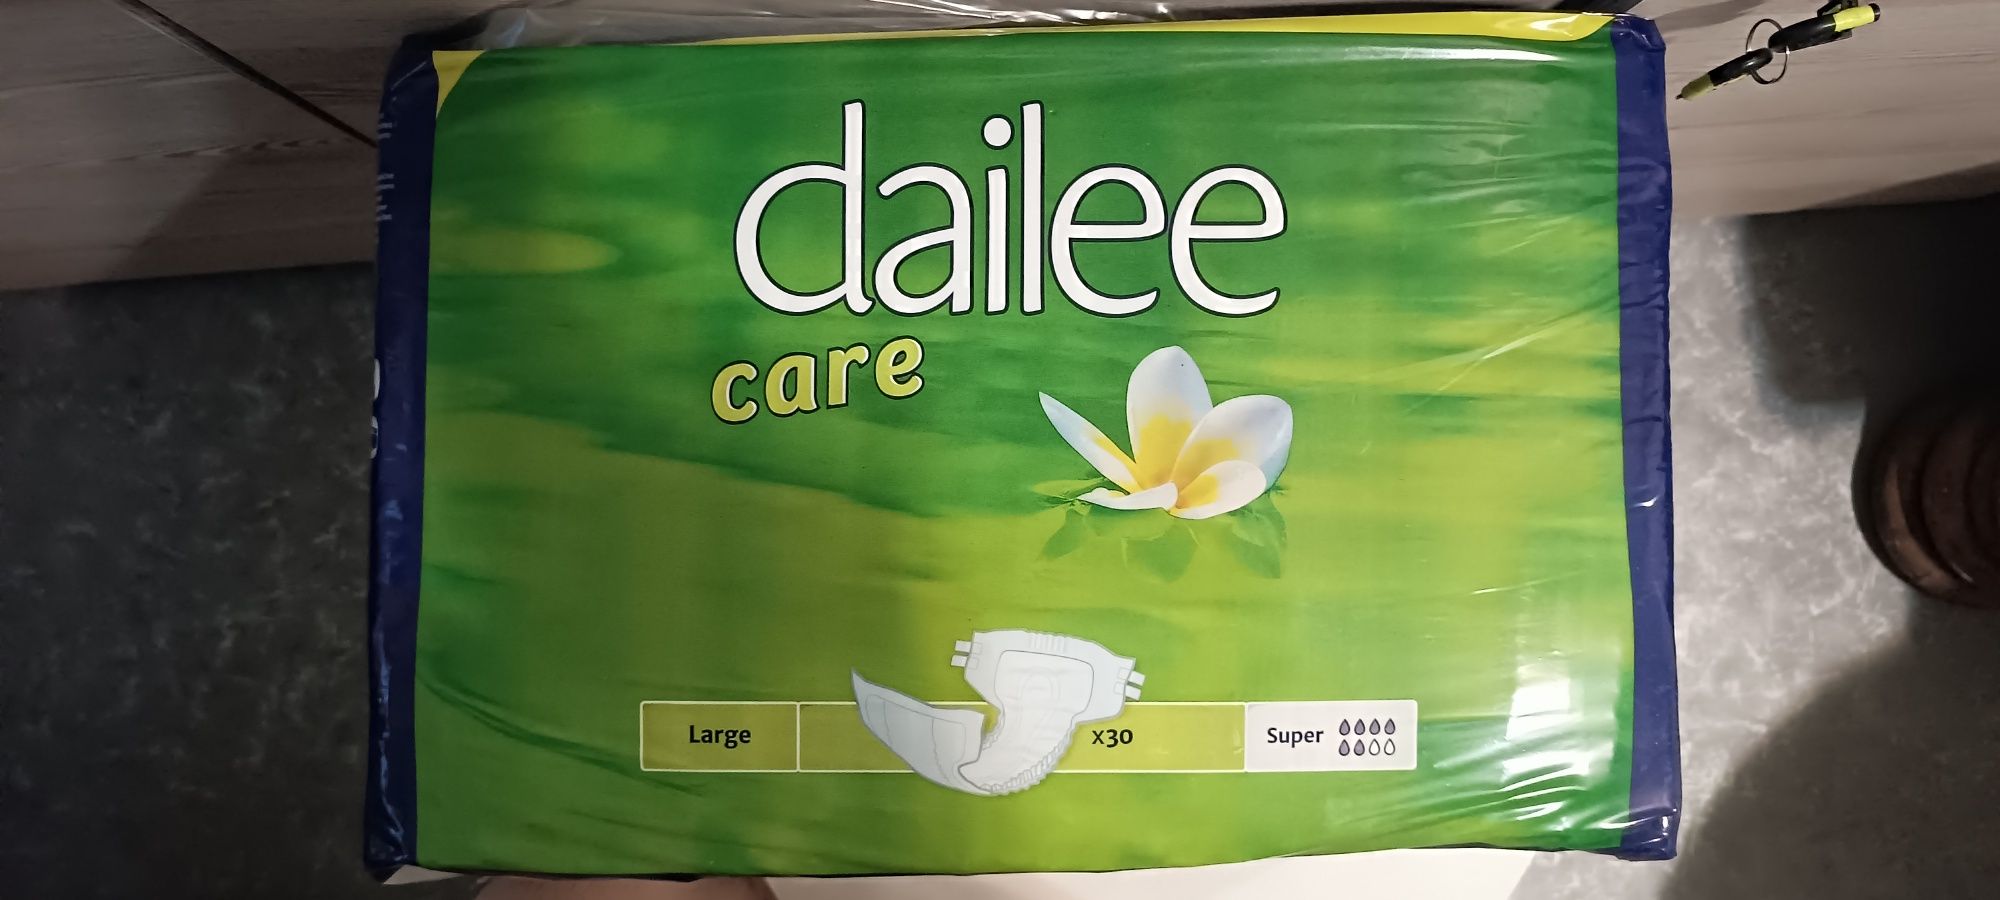 dailee
care
Large
x30
Super